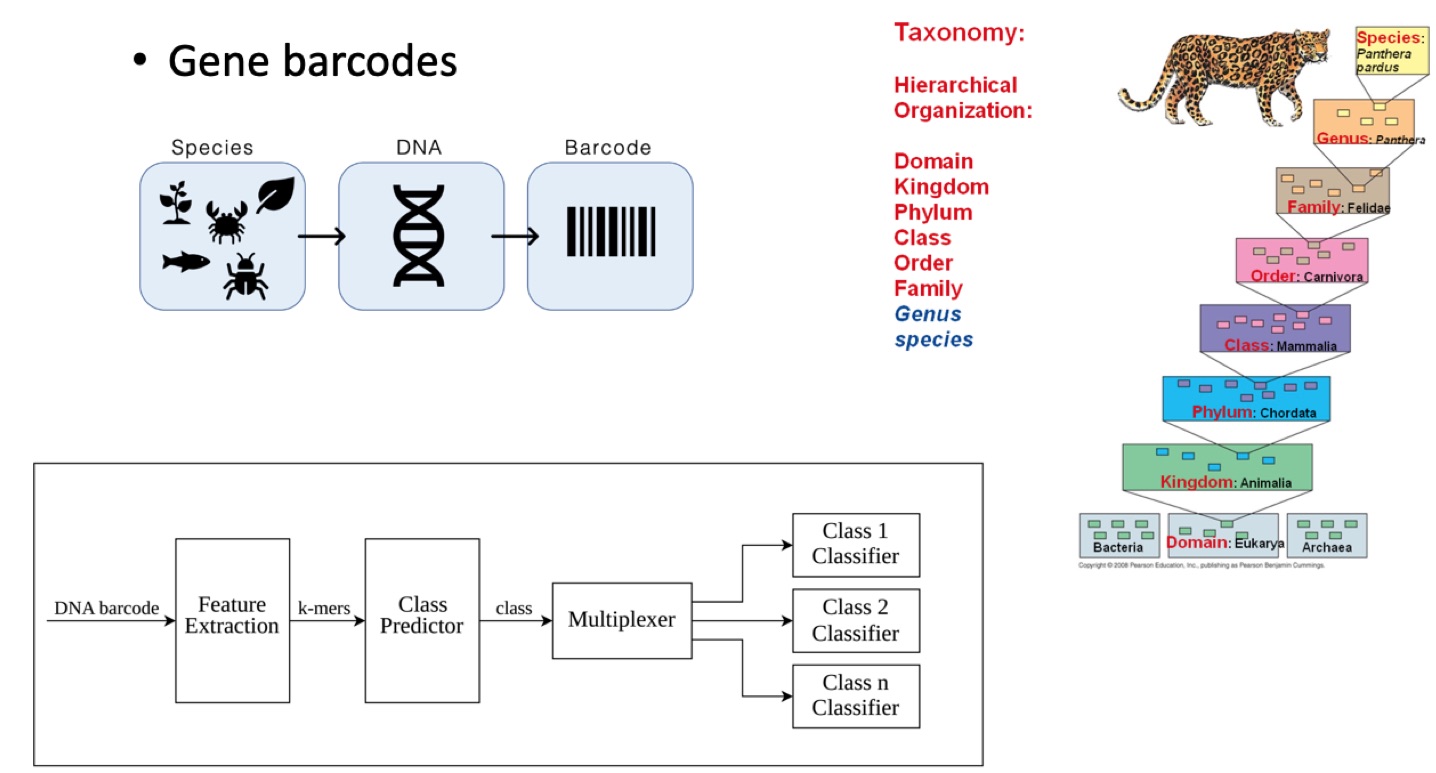 • Gene barcodes
Species
DNA
Barcode
Taxonomy:
Hierarchical
Organization:
Domain
Kingdom
Phylum
Class
Order
Family
Genus
species
Species:
Panthera
pardus
Genus: Panthera
Family: Felidae
Order: Carnivora
Class: Mammalia
Phylum: Chordata
Kingdom: Animalia
Bacteria
Domain: Eukarya
Archaea
Copyright © 2008 Pearson Education, Inc., publishing as Pearson Benjamin Cummings.
DNA barcode
Feature
Extraction
k-mers
Class
Predictor
class
Multiplexer
Class 1
Classifier
Class 2
Classifier
Class n
Classifier